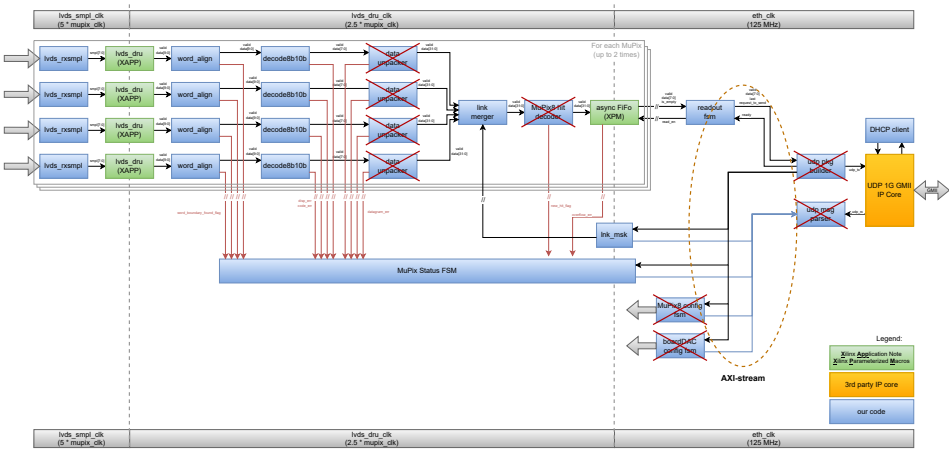 lvds_smpl_clk
(5 * mupix_clk)
lvds_dru_clk
(2.5 * mupix_clk)
eth_clk
(125 MHz)
For each MuPix
(up to 2 times)
lvds_rxsmpl
lvds_dru
(XAPP)
word_align
decode8b10b
data
unpacker
lvds_rxsmpl
lvds_dru
(XAPP)
word_align
decode8b10b
data
unpacker
lvds_rxsmpl
lvds_dru
(XAPP)
word_align
decode8b10b
data
unpacker
lvds_rxsmpl
lvds_dru
(XAPP)
word_align
decode8b10b
data
unpacker
link
merger
MuPix8 hit
decoder
async FiFo
(XPM)
readout
fsm
DHCP client
udp pkg
builder
UDP 1G GMII
IP Core
GMII
udp msg
parser
lnk_msk
MuPix Status FSM
MuPix8 config
fsm
boardDAC
config fsm
AXI-stream
Legend:
Xilinx Application Note
Xilinx Parameterized Macros
3rd party IP core
our code
lvds_smpl_clk
(5 * mupix_clk)
lvds_dru_clk
(2.5 * mupix_clk)
eth_clk
(125 MHz)